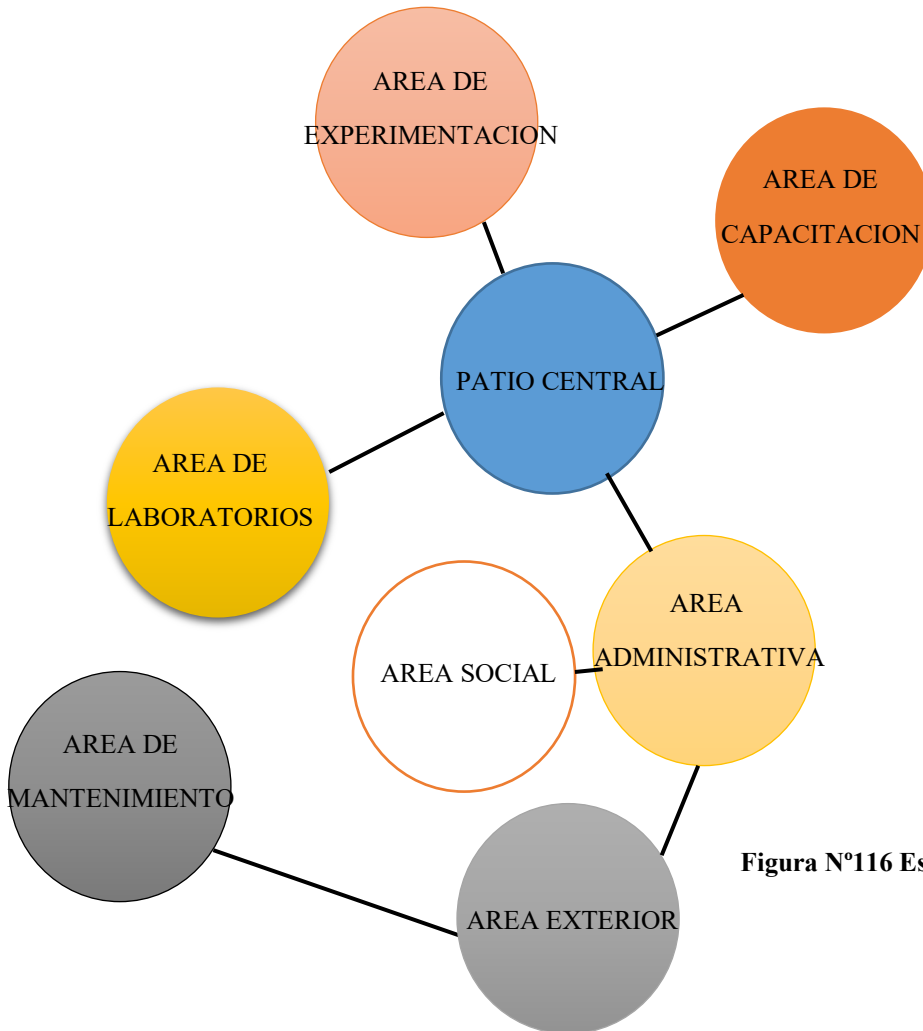 AREA DE
EXPERIMENTACION
AREA DE
CAPACITACION
PATIO CENTRAL
AREA DE
LABORATORIOS
AREA
ADMINISTRATIVA
AREA SOCIAL
AREA DE
MANTENIMIENTO
Figura Nº116 Es
AREA EXTERIOR